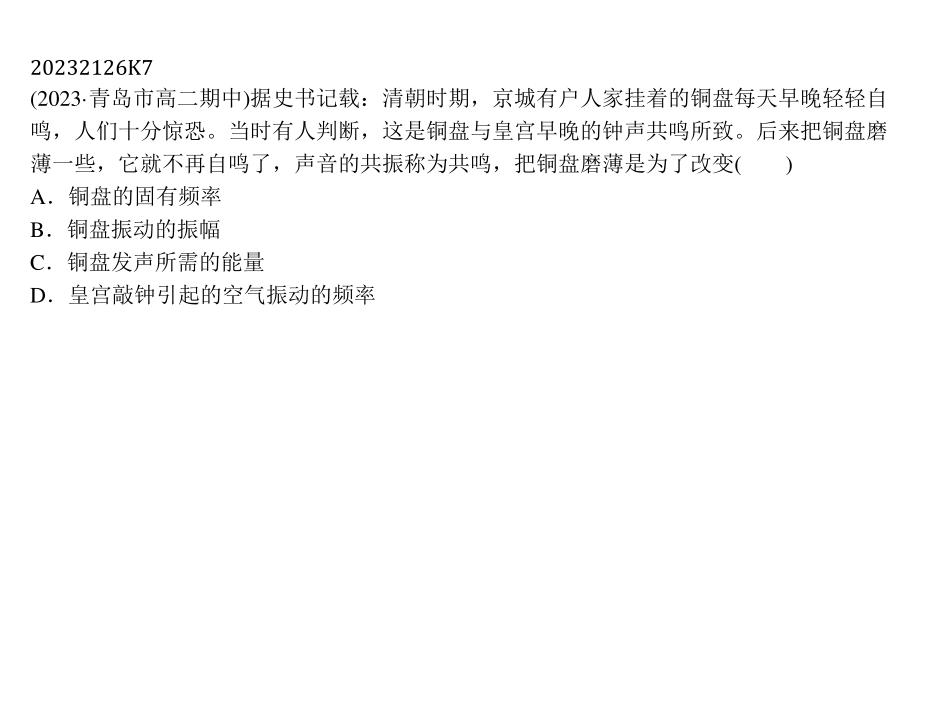 20232126K7
(2023·青岛市高二期中)据史书记载：清朝时期，京城有户人家挂着的铜盘每天早晚轻轻自
鸣，人们十分惊恐。当时有人判断，这是铜盘与皇宫早晚的钟声共鸣所致。后来把铜盘磨
薄一些，它就不再自鸣了，声音的共振称为共鸣，把铜盘磨薄是为了改变(　　)
A．铜盘的固有频率
B．铜盘振动的振幅
C．铜盘发声所需的能量
D．皇宫敲钟引起的空气振动的频率